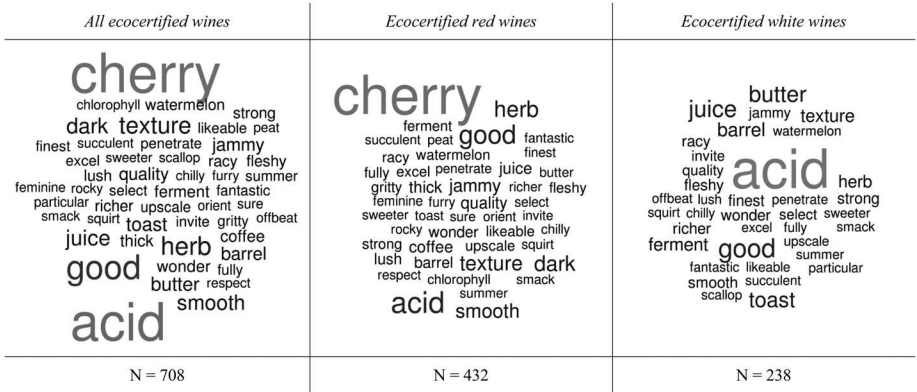 All ecocertified wines
Ecocertified red wines
Ecocertified white wines
cherry
chlorophyll watermelon
strong
dark texture likeable peat
finest succulent penetrate jammy
excel sweeter scallop racy fleshy
lush quality chilly furry summer
feminine rocky select ferment fantastic
particular richer upscale orient sure
smack squirt toast invite gritty offbeat
juice thick herb coffee
barrel
good wonder fully
butter respect
smooth
acid
cherry herb
ferment
succulent peat good fantastic
racy watermelon finest
fully excel penetrate juice butter
gritty thick jammy richer fleshy
feminine furry quality select
sweeter toast sure orient invite
rocky wonder likeable chilly
strong coffee upscale squirt
lush barrel texture dark
respect chlorophyll smack
acid summer
smooth
butter
juice jammy texture
barrel watermelon
racy
invite
quality acid
fleshy herb
offbeat lush finest penetrate strong
squirt chilly wonder select sweeter
richer excel fully smack
ferment good upscale
summer
fantastic likeable particular
smooth succulent
scallop toast
N = 708
N = 432
N = 238